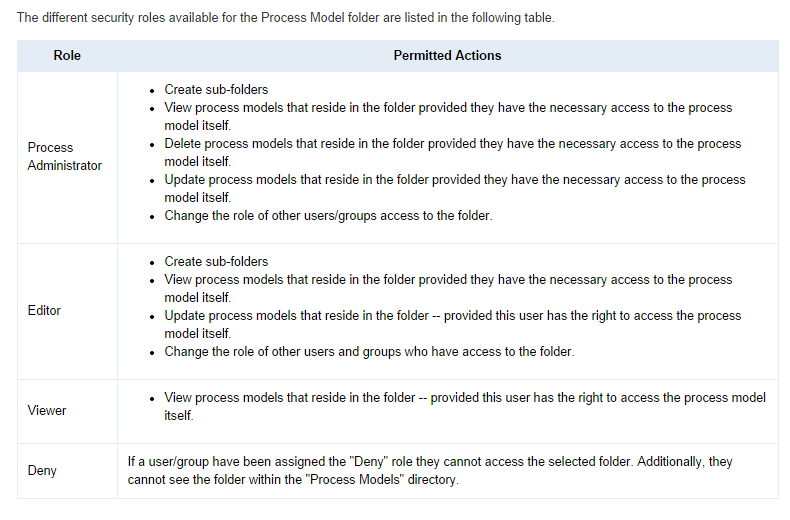 The different security roles available for the Process Model folder are listed in the following table.
Role
Permitted Actions
Process
Administrator
• Create sub-folders
• View process models that reside in the folder provided they have the necessary access to the process
model itself.
• Delete process models that reside in the folder provided they have the necessary access to the process
model itself.
• Update process models that reside in the folder provided they have the necessary access to the process
model itself.
• Change the role of other users/groups access to the folder.
Editor
• Create sub-folders
• View process models that reside in the folder provided they have the necessary access to the process
model itself.
• Update process models that reside in the folder -- provided this user has the right to access the process
model itself.
• Change the role of other users and groups who have access to the folder.
Viewer
• View process models that reside in the folder -- provided this user has the right to access the process model
itself.
Deny
If a user/group have been assigned the "Deny" role they cannot access the selected folder. Additionally, they
cannot see the folder within the "Process Models" directory.